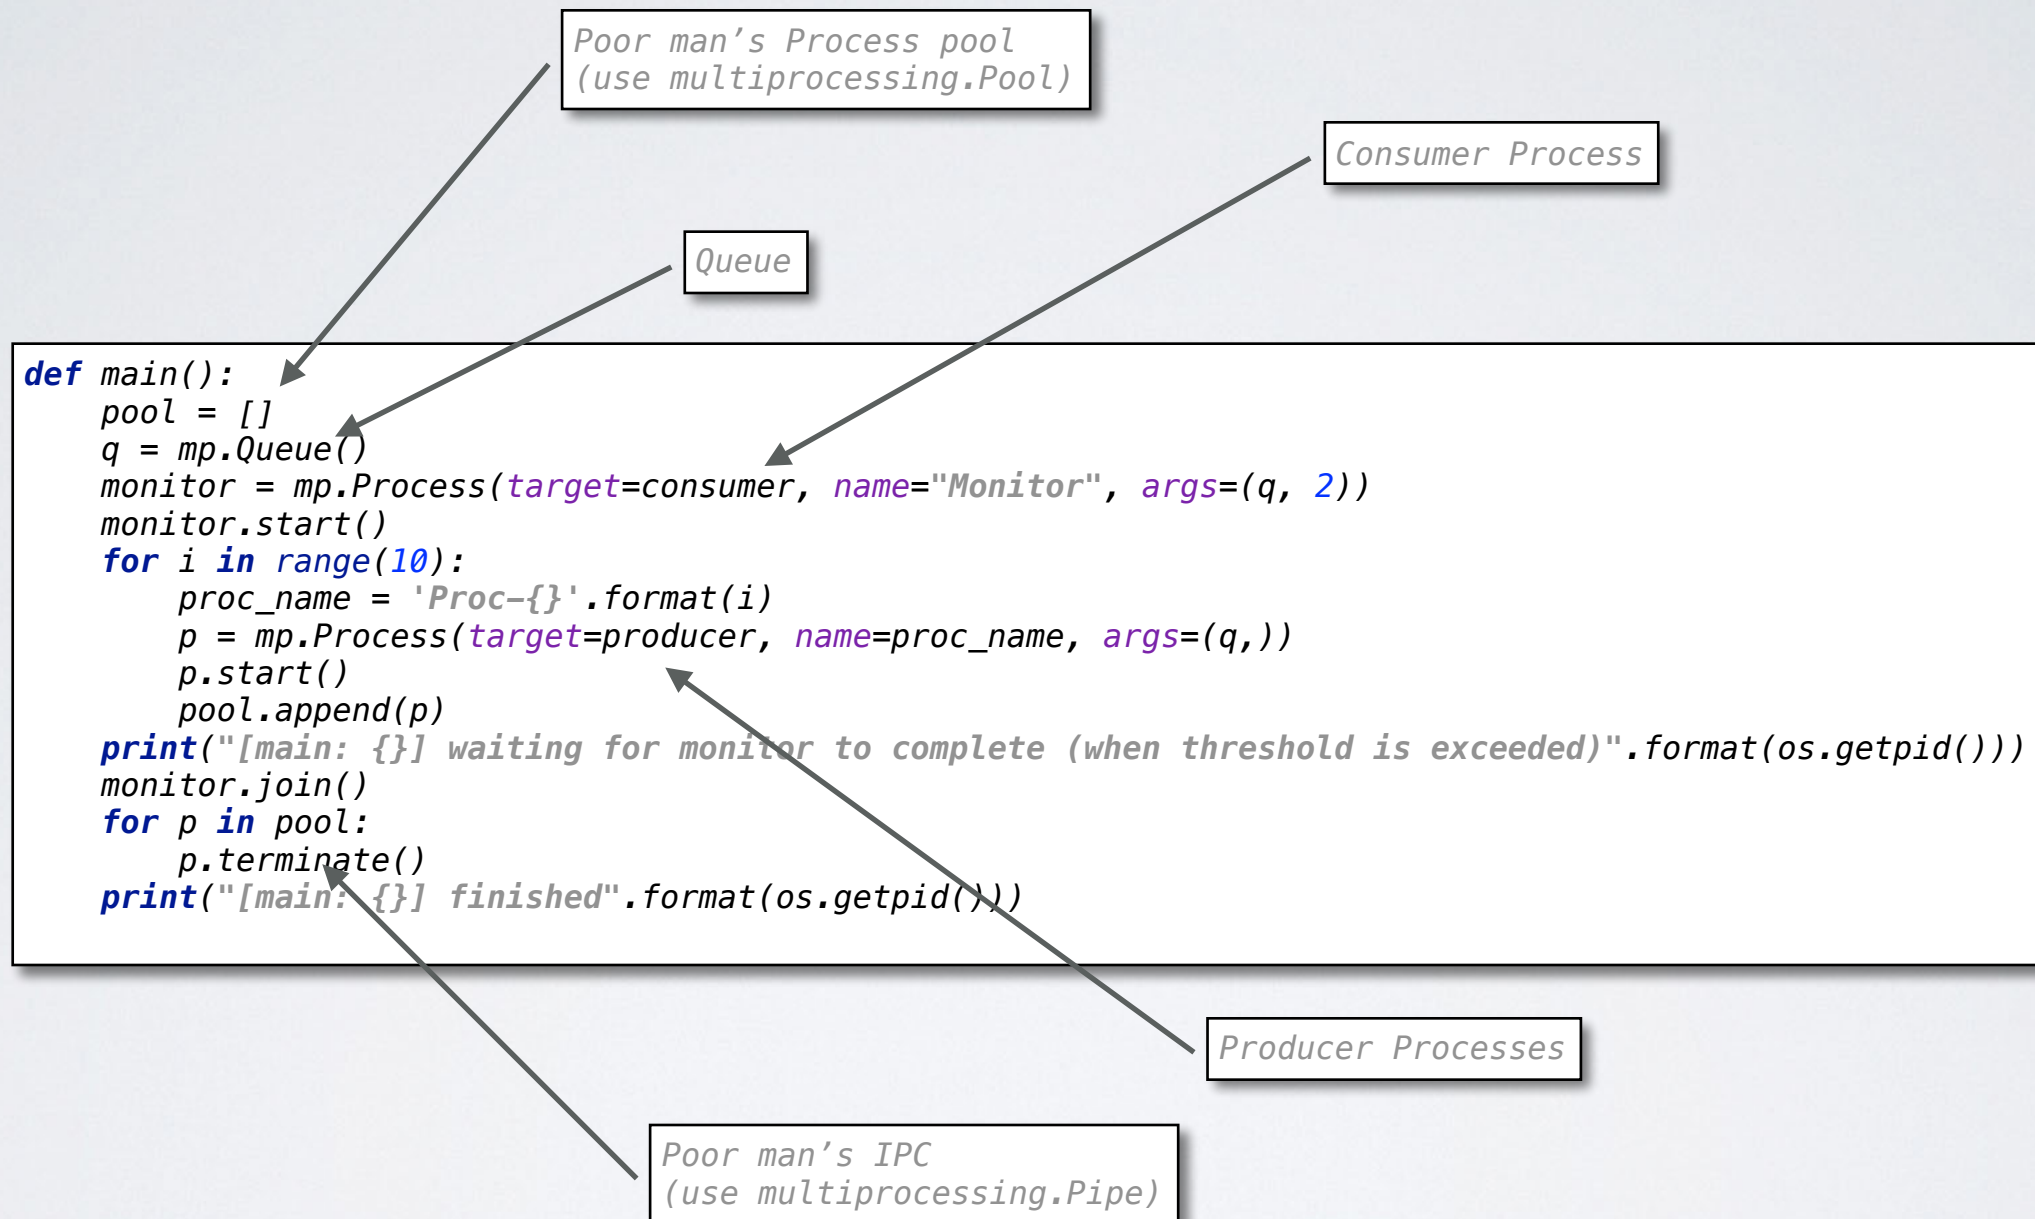 Poor man’s Process pool
(use multiprocessing.Pool)
Consumer Process
Queue
def main():
    pool = []
    q = mp.Queue()
    monitor = mp.Process(target=consumer, name="Monitor", args=(q, 2))
    monitor.start()
    for i in range(10):
        proc_name = 'Proc-{}'.format(i)
        p = mp.Process(target=producer, name=proc_name, args=(q,))
        p.start()
        pool.append(p)
    print("[main: {}] waiting for monitor to complete (when threshold is exceeded)".format(os.getpid()))
    monitor.join()
    for p in pool:
        p.terminate()
    print("[main: {}] finished".format(os.getpid()))
Producer Processes
Poor man’s IPC
(use multiprocessing.Pipe)